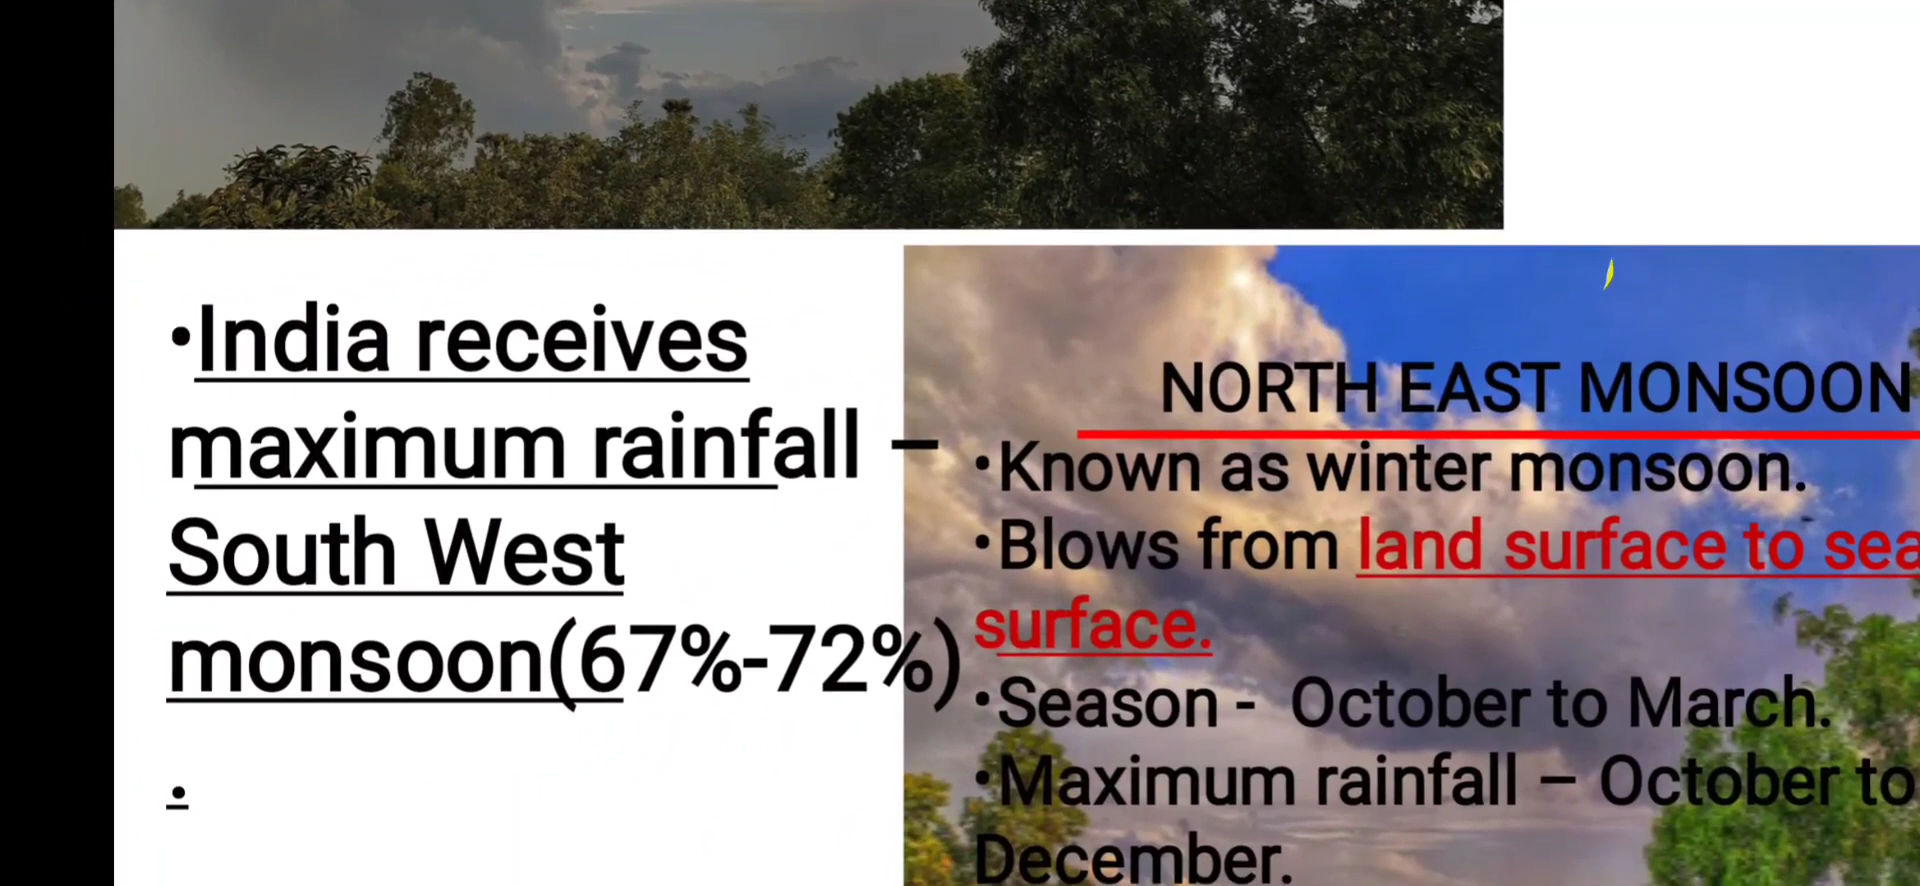 •India receives
maximum rainfall –
South West
monsoon(67%-72%)
.
NORTH EAST MONSOON
•Known as winter monsoon.
•Blows from land surface to sea
surface.
•Season - October to March.
•Maximum rainfall – October to
December.